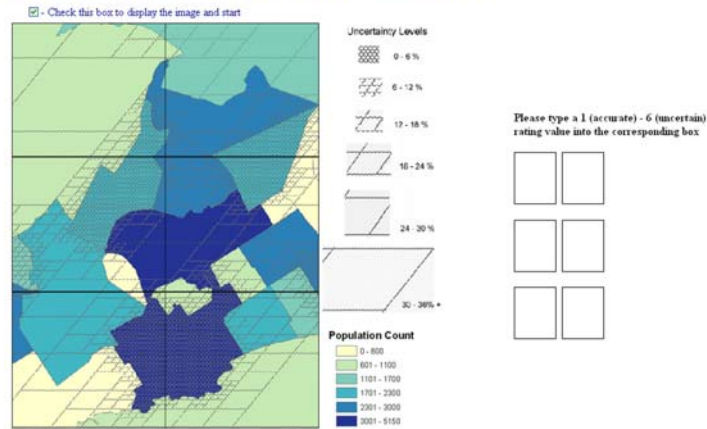 - Check this box to display the image and start
Uncertainty Levels
0 - 6 %
6 - 12 %
12 - 18 %
18 - 24 %
24 - 30 %
30 - 36% +
Please type a 1 (accurate) - 6 (uncertain)
rating value into the corresponding box
Population Count
0 - 600
601 - 1100
1101 - 1700
1701 - 2300
2301 - 3000
3001 - 5150